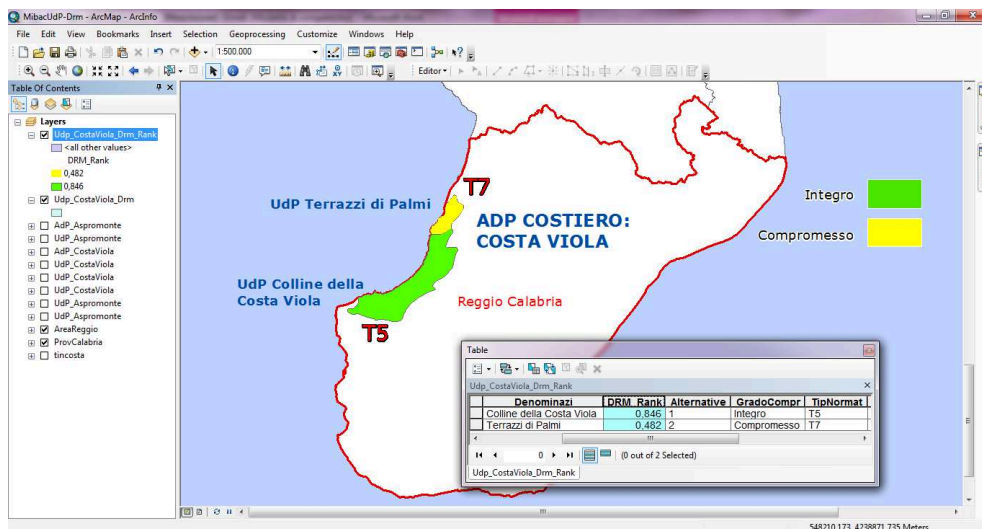 MibacUdP-Drm - ArcMap - ArcInfo
File Edit View Bookmarks Insert Selection Geoprocessing Customize Windows Help
1:500.000
Editor
Table Of Contents
Layers
Udp_CostaViola_Drm_Rank
<all other values>
DRM_Rank
0,482
0,846
Udp_CostaViola_Drm
AdP_Aspromonte
UdP_Aspromonte
AdP_CostaViola
UdP_CostaViola
UdP_CostaViola
UdP_CostaViola
UdP_Aspromonte
UdP_Aspromonte
AreaReggio
ProvCalabria
tincosta
T7
UdP Terrazzi di Palmi
ADP COSTIERO:
COSTA VIOLA
UdP Colline della
Costa Viola
Reggio Calabria
T5
Integro
Compromesso
Table
Udp_CostaViola_Drm_Rank
Denominazi DRM_Rank Alternative GradoCompr TipNormat
Colline della Costa Viola 0,846 1 Integro T5
Terrazzi di Palmi 0,482 2 Compromesso T7
0 (0 out of 2 Selected)
Udp_CostaViola_Drm_Rank
548210,173 4238871,735 Meters